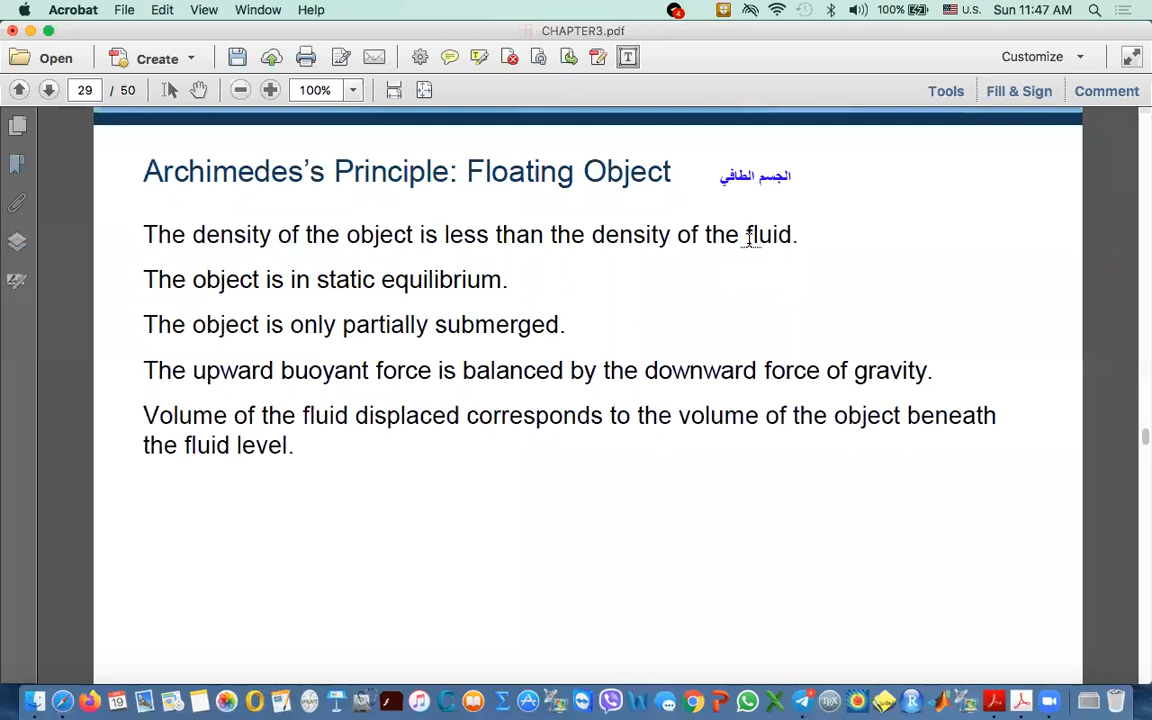 Acrobat File Edit View Window Help 4 100% U.S. Sun 11:47 AM
CHAPTER3.pdf
Open Create Customize
29 / 50 100% Tools Fill & Sign Comment
Archimedes’s Principle: Floating Object الجسم الطافي
The density of the object is less than the density of the fluid.
The object is in static equilibrium.
The object is only partially submerged.
The upward buoyant force is balanced by the downward force of gravity.
Volume of the fluid displaced corresponds to the volume of the object beneath
the fluid level.